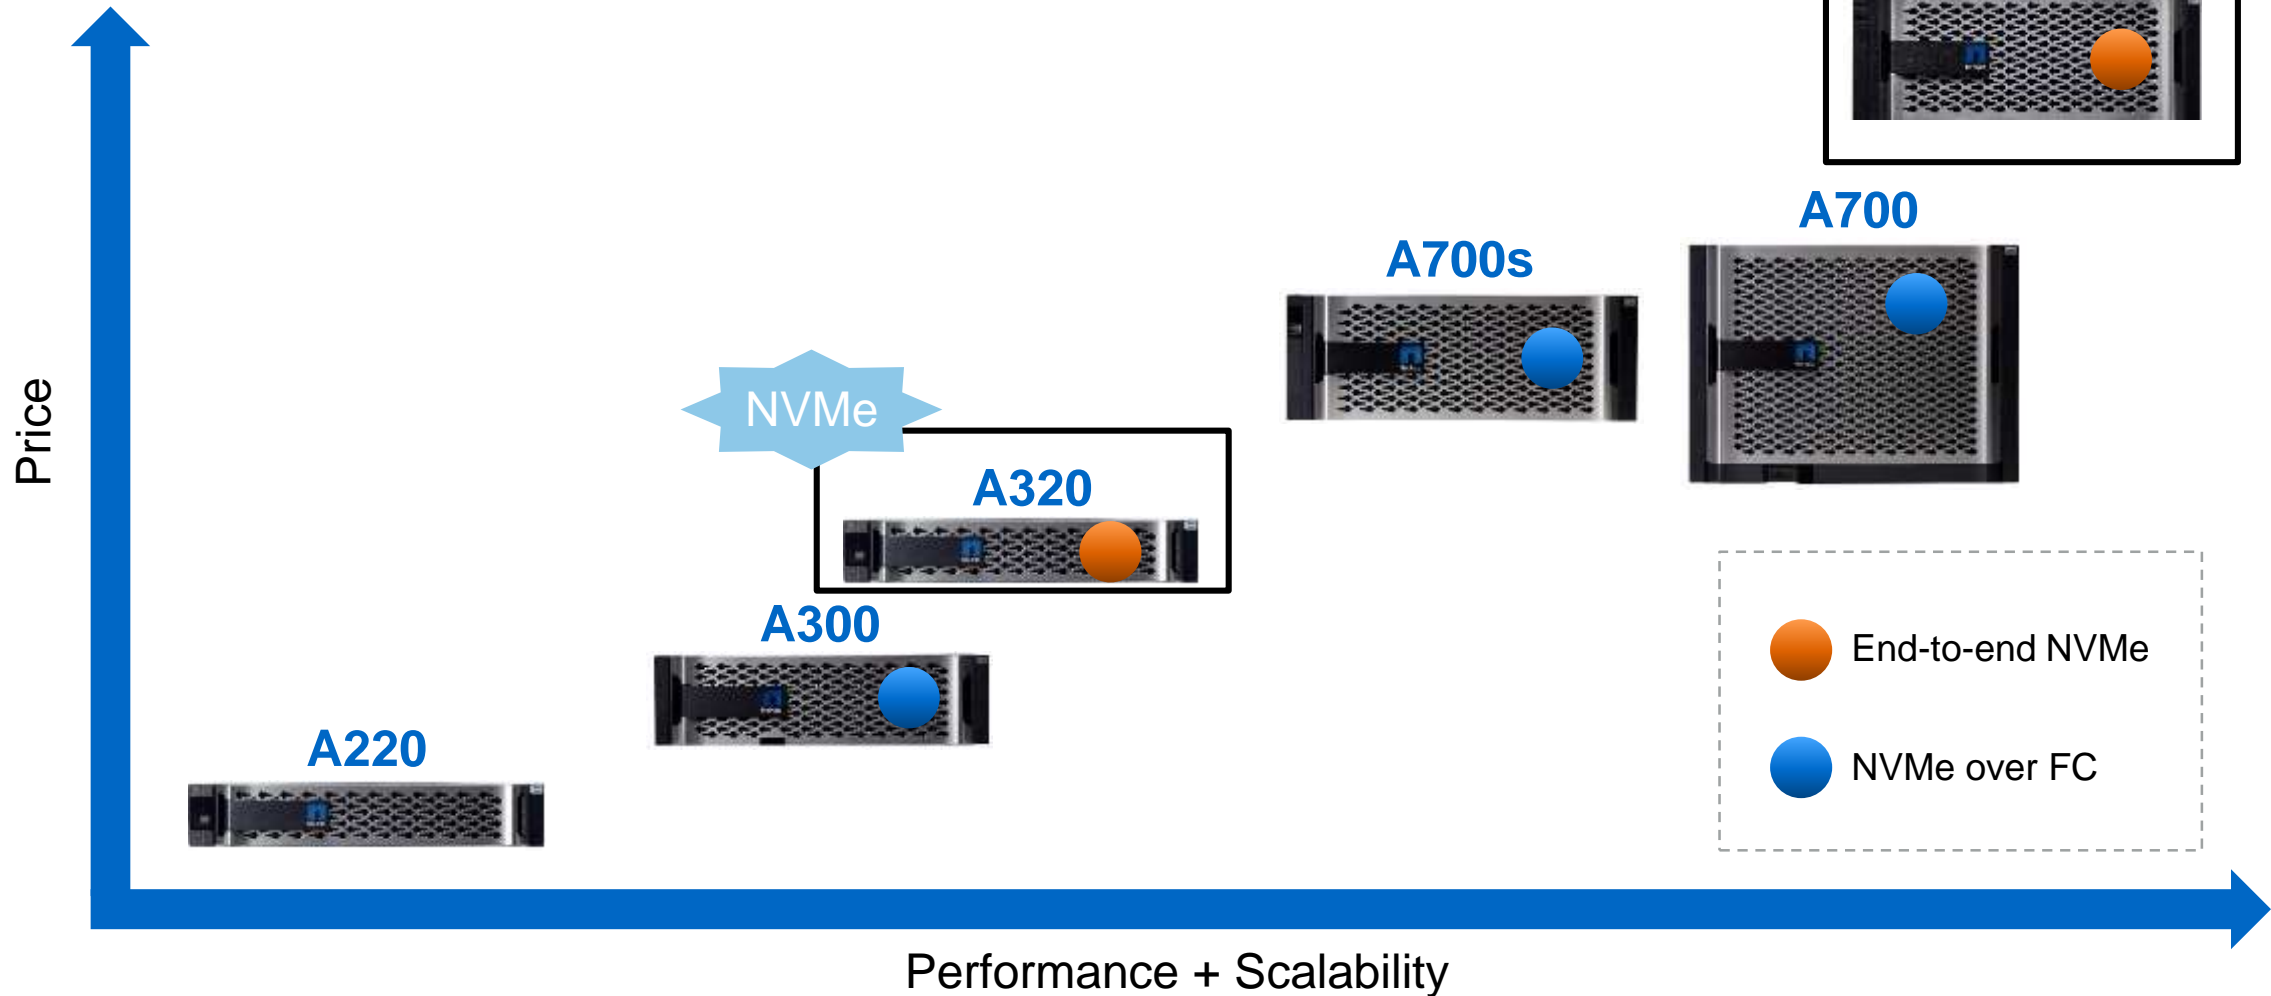 A700
A700s
NVMe
A320
A300
A220
Price
End-to-end NVMe
NVMe over FC
Performance + Scalability